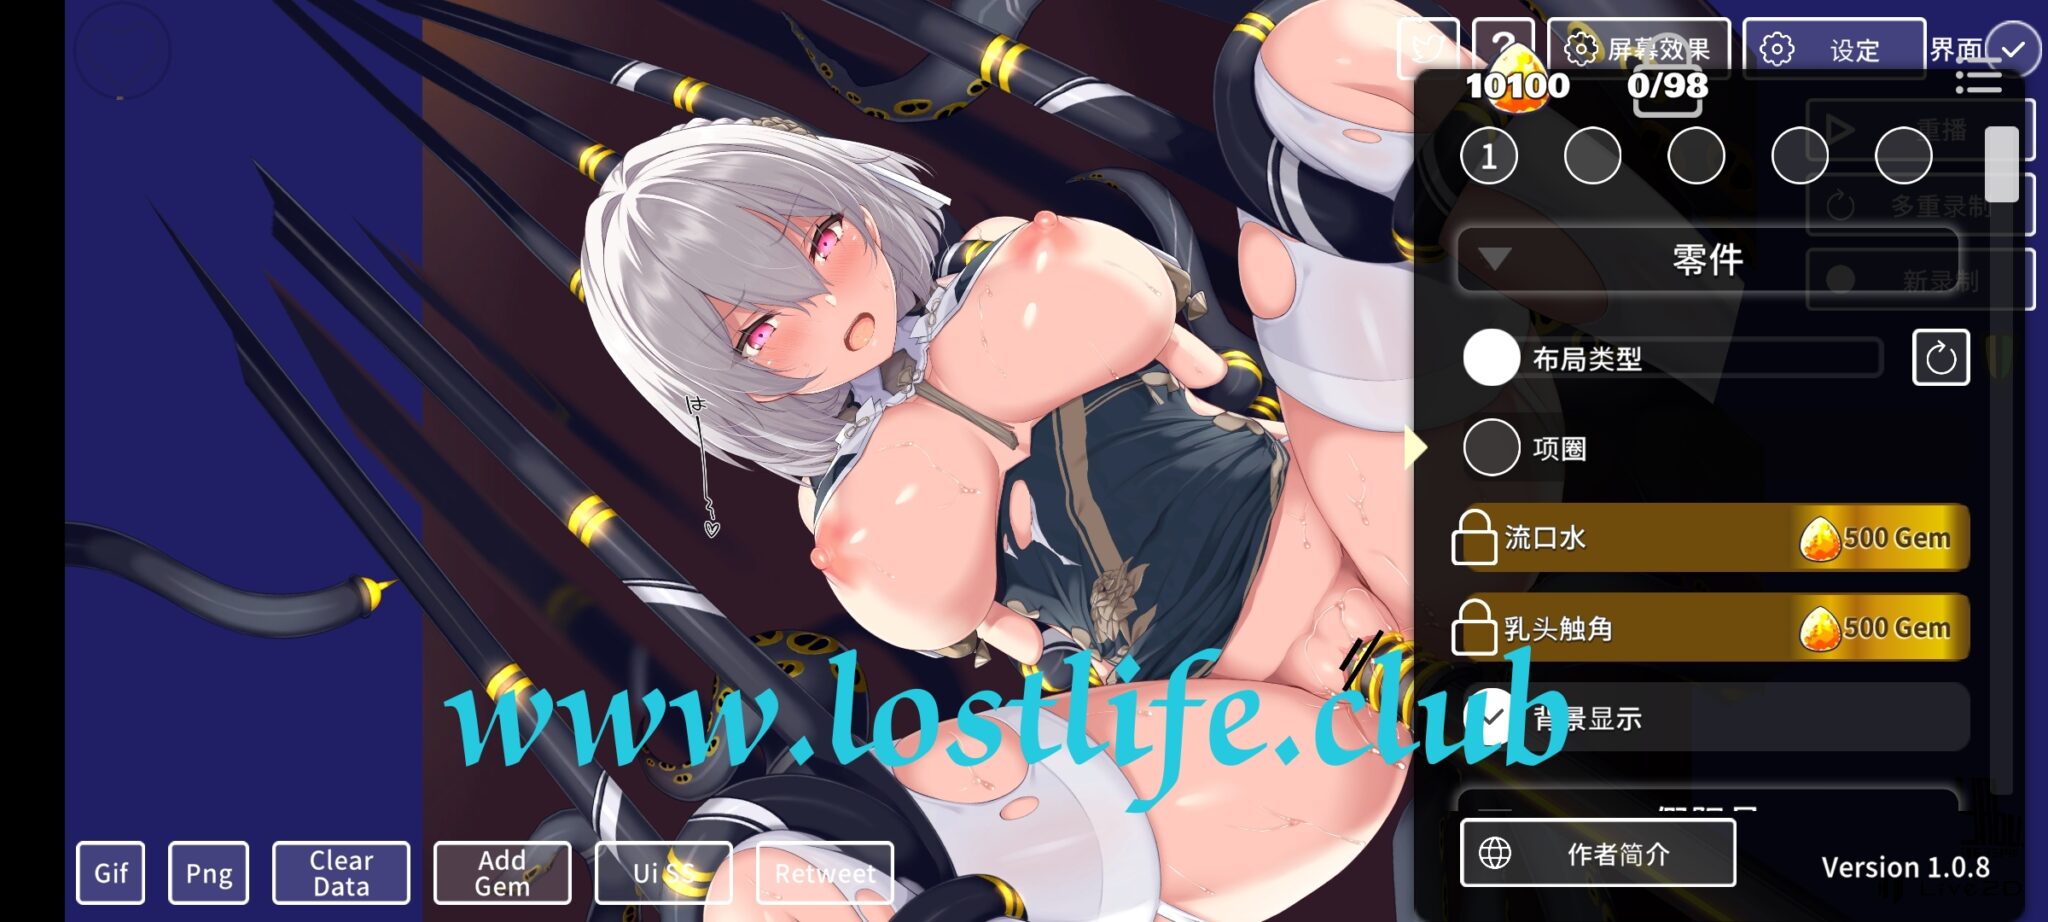 屏幕效果
设定
界面
10100
0/98
1
重播
多重录制
零件
新录制
布局类型
项圈
は
流口水
500 Gem
乳头触角
500 Gem
背景显示
www.lostlife.club
Gif
Png
Clear
Data
Add
Gem
Ui SS
Retweet
作者简介
Version 1.0.8
Live2D